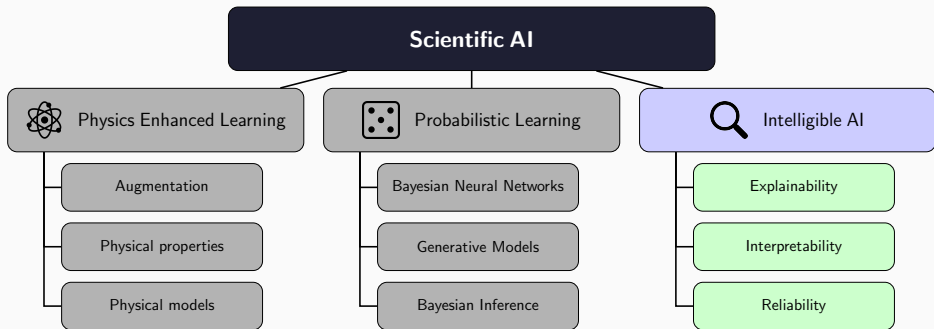 Scientific AI
Physics Enhanced Learning
Augmentation
Physical properties
Physical models
Probabilistic Learning
Bayesian Neural Networks
Generative Models
Bayesian Inference
Intelligible AI
Explainability
Interpretability
Reliability